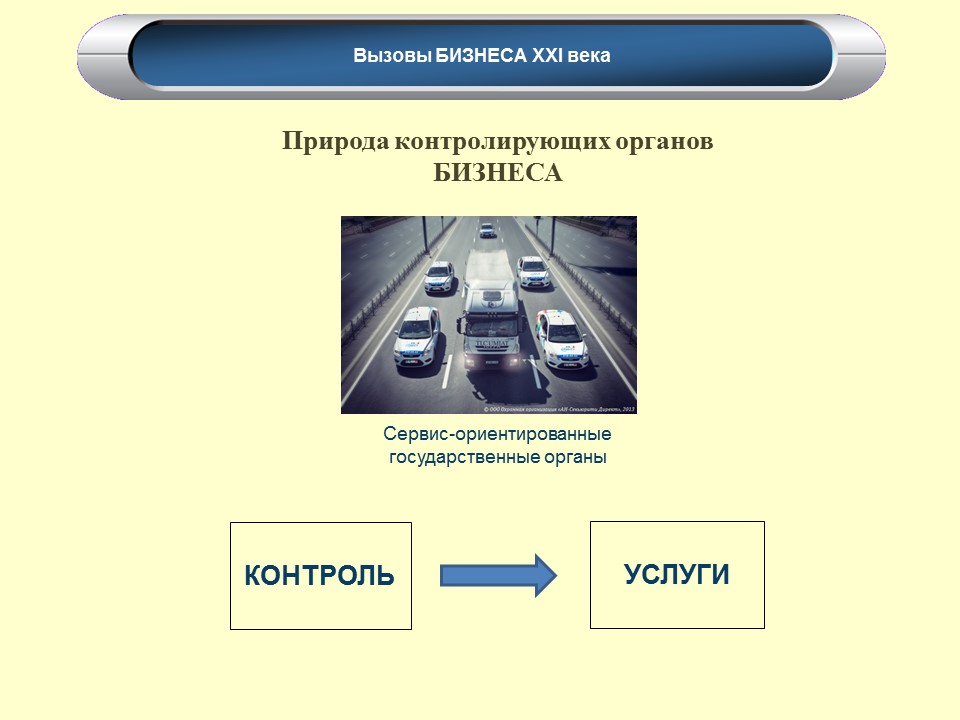 Вызовы БИЗНЕСА XXI века
Природа контролирующих органов
БИЗНЕСА
© ООО Охранная организация «АН-Секьюрити Директ», 2013
Сервис-ориентированные
государственные органы
КОНТРОЛЬ
УСЛУГИ